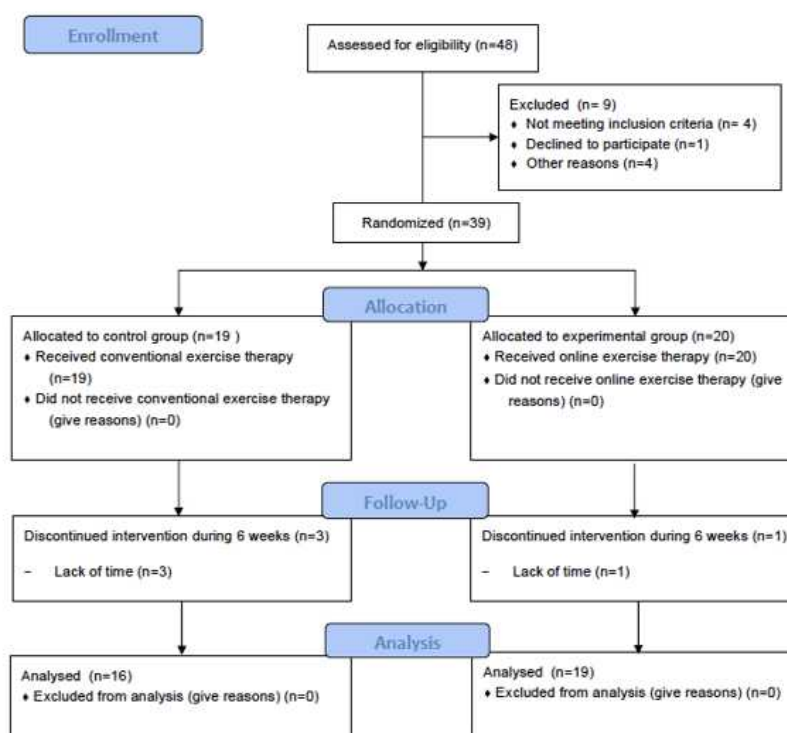 Enrollment
Assessed for eligibility (n=48)
Excluded (n= 9)
♦ Not meeting inclusion criteria (n= 4)
♦ Declined to participate (n=1)
♦ Other reasons (n=4)
Randomized (n=39)
Allocation
Allocated to control group (n=19 )
♦ Received conventional exercise therapy
(n=19)
♦ Did not receive conventional exercise therapy
(give reasons) (n=0)
Allocated to experimental group (n=20)
♦ Received online exercise therapy (n=20)
♦ Did not receive online exercise therapy (give
reasons) (n=0)
Follow-Up
Discontinued intervention during 6 weeks (n=3)
– Lack of time (n=3)
Discontinued intervention during 6 weeks (n=1)
– Lack of time (n=1)
Analysis
Analysed (n=16)
♦ Excluded from analysis (give reasons) (n=0)
Analysed (n=19)
♦ Excluded from analysis (give reasons) (n=0)